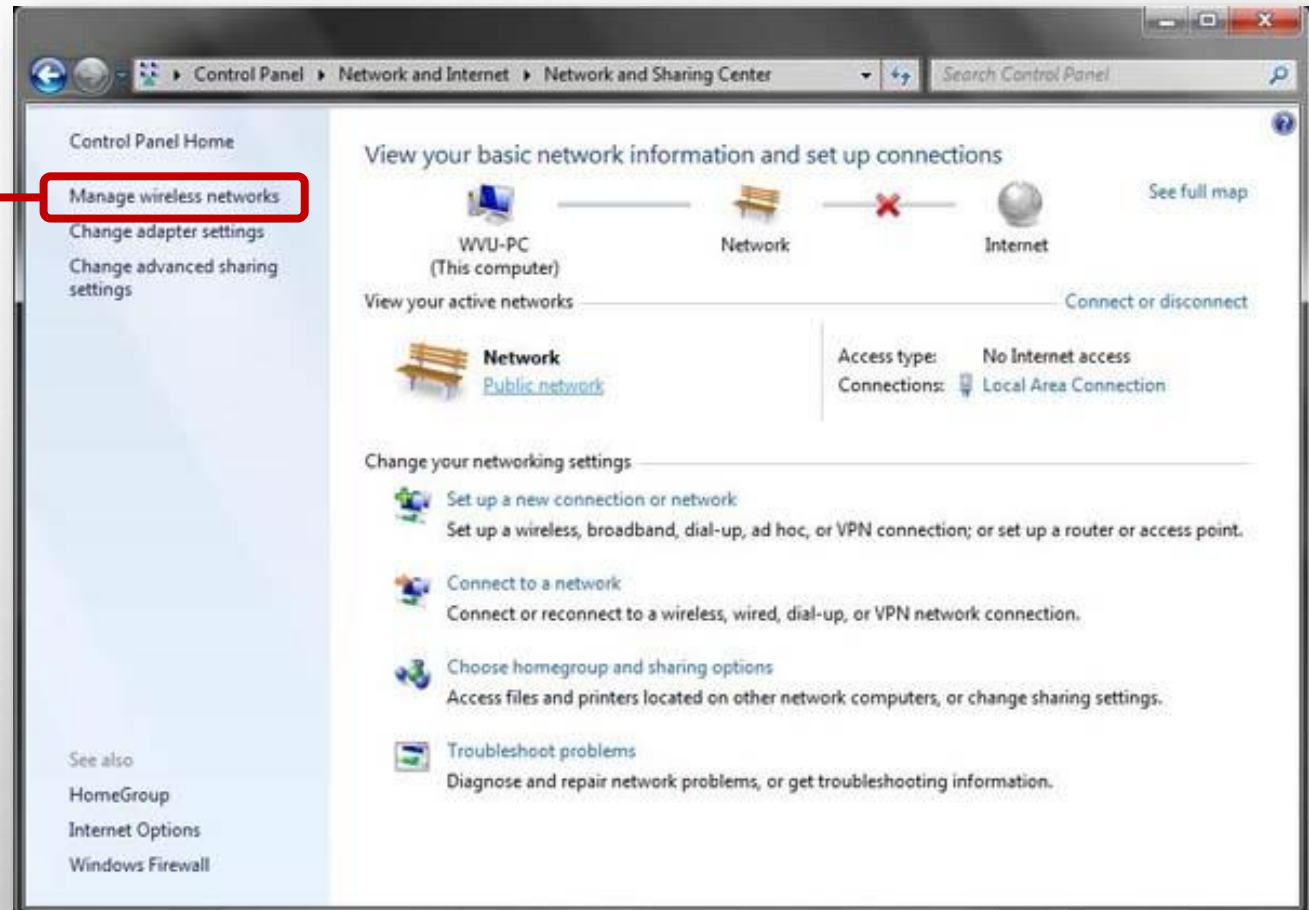 Control Panel ▸ Network and Internet ▸ Network and Sharing Center
Search Control Panel
Control Panel Home
Manage wireless networks
Change adapter settings
Change advanced sharing
settings
See also
HomeGroup
Internet Options
Windows Firewall
View your basic network information and set up connections
See full map
WVU-PC
(This computer)
Network
Internet
View your active networks
Connect or disconnect
Network
Public network
Access type: No Internet access
Connections: Local Area Connection
Change your networking settings
Set up a new connection or network
Set up a wireless, broadband, dial-up, ad hoc, or VPN connection; or set up a router or access point.
Connect to a network
Connect or reconnect to a wireless, wired, dial-up, or VPN network connection.
Choose homegroup and sharing options
Access files and printers located on other network computers, or change sharing settings.
Troubleshoot problems
Diagnose and repair network problems, or get troubleshooting information.